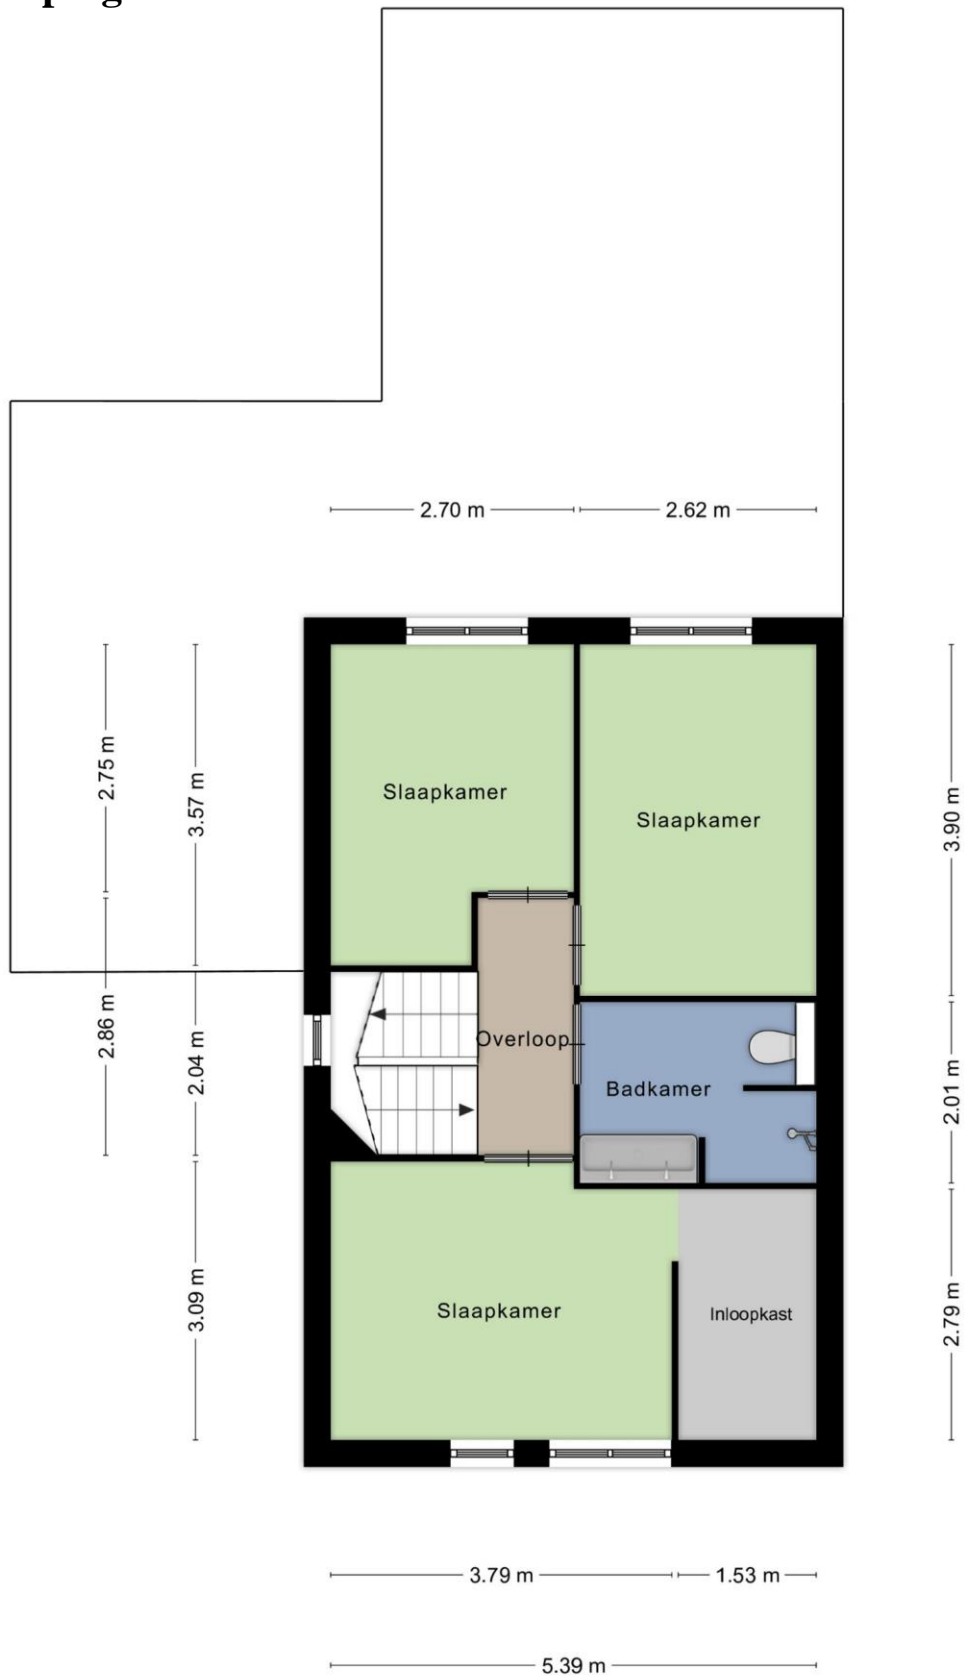 2.70 m
2.62 m
2.75 m
3.57 m
3.90 m
Slaapkamer
Slaapkamer
2.86 m
2.04 m
Overloop
Badkamer
2.01 m
3.09 m
Slaapkamer
Inloopkast
2.79 m
3.79 m
1.53 m
5.39 m